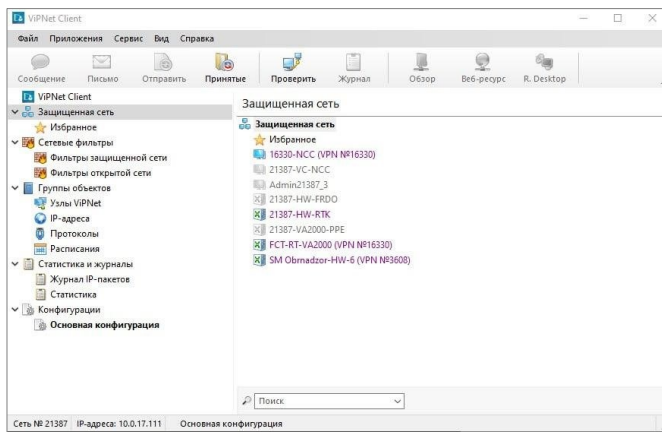 ViPNet Client
Файл Приложения Сервис Вид Справка
Сообщение Письмо Отправить Принятые Проверить Журнал Обзор Веб-ресурс R. Desktop
ViPNet Client
Защищенная сеть
Избранное
Сетевые фильтры
Фильтры защищенной сети
Фильтры открытой сети
Группы объектов
Узлы ViPNet
IP-адреса
Протоколы
Расписания
Статистика и журналы
Журнал IP-пакетов
Статистика
Конфигурации
Основная конфигурация
Защищенная сеть
Защищенная сеть
Избранное
16330-NCC (VPN №16330)
21387-VC-NCC
Admin21387_3
21387-HW-FRDO
21387-HW-RTK
21387-VA2000-PPE
FCT-RT-VA2000 (VPN №16330)
SM Obrnadzor-HW-6 (VPN №3608)
Поиск
Сеть № 21387 IP-адреса: 10.0.17.111 Основная конфигурация